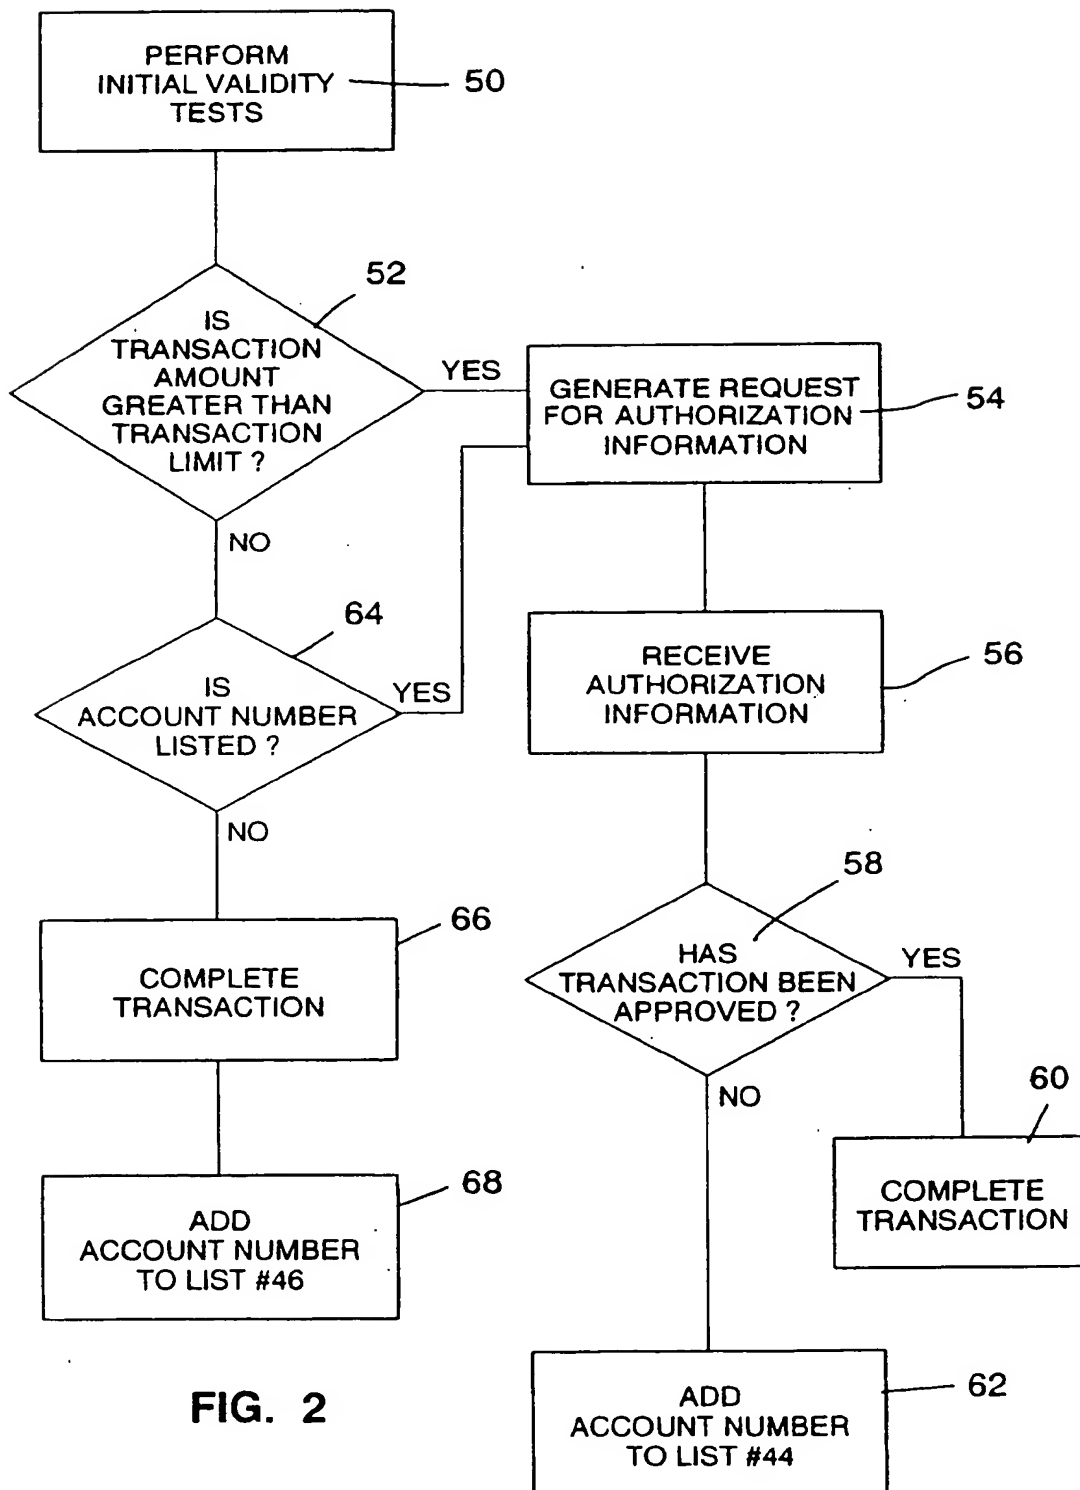 PERFORM
INITIAL VALIDITY
TESTS
50
52
IS
TRANSACTION
AMOUNT
GREATER THAN
TRANSACTION
LIMIT ?
YES
NO
GENERATE REQUEST
FOR AUTHORIZATION
INFORMATION
54
64
IS
ACCOUNT NUMBER
LISTED ?
YES
NO
RECEIVE
AUTHORIZATION
INFORMATION
56
58
HAS
TRANSACTION BEEN
APPROVED ?
YES
NO
66
COMPLETE
TRANSACTION
60
COMPLETE
TRANSACTION
68
ADD
ACCOUNT NUMBER
TO LIST #46
62
ADD
ACCOUNT NUMBER
TO LIST #44
FIG. 2